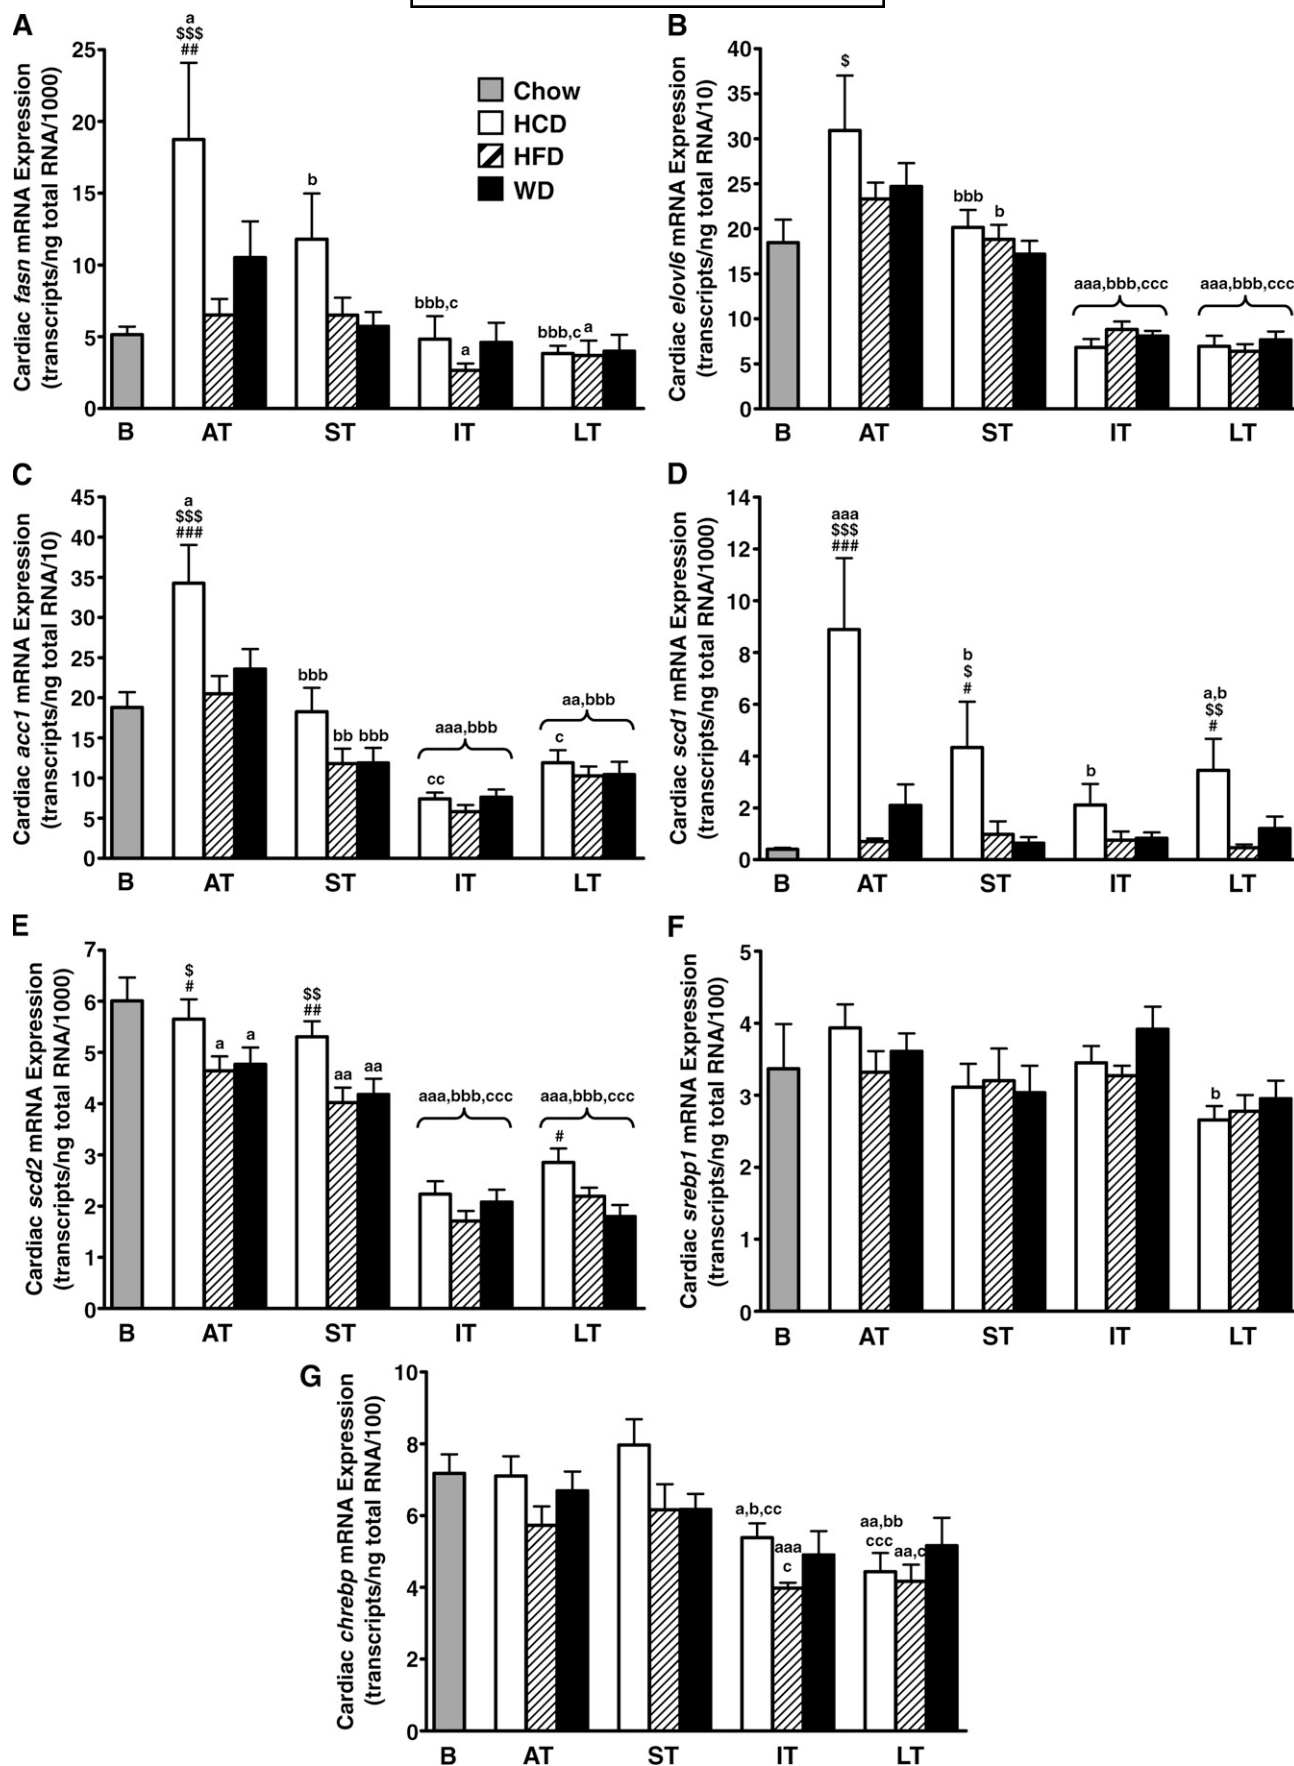 A
Cardiac fasn mRNA Expression
(transcripts/ng total RNA/1000)
25
20
15
10
5
0
a
$$$
##
b
bbb,c
a
bbb,c
a
B
AT
ST
IT
LT
Chow
HCD
HFD
WD
B
Cardiac elovl6 mRNA Expression
(transcripts/ng total RNA/10)
40
35
30
25
20
15
10
5
0
$
bbb
b
aaa,bbb,ccc
aaa,bbb,ccc
B
AT
ST
IT
LT
C
Cardiac acc1 mRNA Expression
(transcripts/ng total RNA/10)
45
40
35
30
25
20
15
10
5
0
a
$$$
###
bbb
bb
bbb
aaa,bbb
cc
aa,bbb
c
B
AT
ST
IT
LT
D
Cardiac scd1 mRNA Expression
(transcripts/ng total RNA/1000)
14
12
10
8
6
4
2
0
aaa
$$$
###
b
$
#
b
a,b
$$
#
B
AT
ST
IT
LT
E
Cardiac scd2 mRNA Expression
(transcripts/ng total RNA/1000)
7
6
5
4
3
2
1
0
$
#
a
a
$$
##
aa
aa
aaa,bbb,ccc
aaa,bbb,ccc
#
B
AT
ST
IT
LT
F
Cardiac srebp1 mRNA Expression
(transcripts/ng total RNA/100)
5
4
3
2
1
0
b
B
AT
ST
IT
LT
G
Cardiac chrebp mRNA Expression
(transcripts/ng total RNA/100)
10
8
6
4
2
0
a,b,cc
aaa
c
aa,bb
ccc
aa,c
B
AT
ST
IT
LT